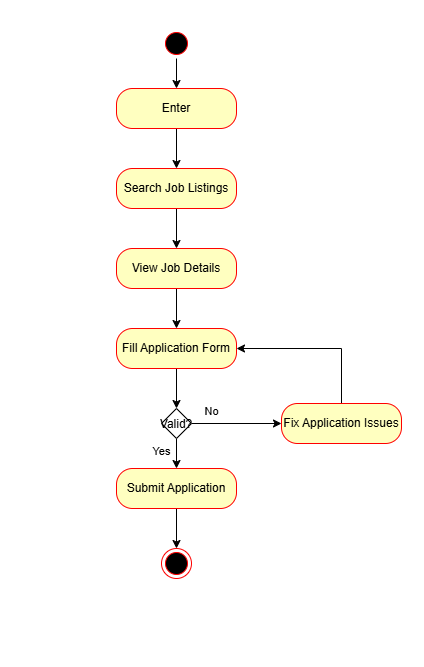 Enter
Search Job Listings
View Job Details
Fill Application Form
No
Valid?
Fix Application Issues
Yes
Submit Application